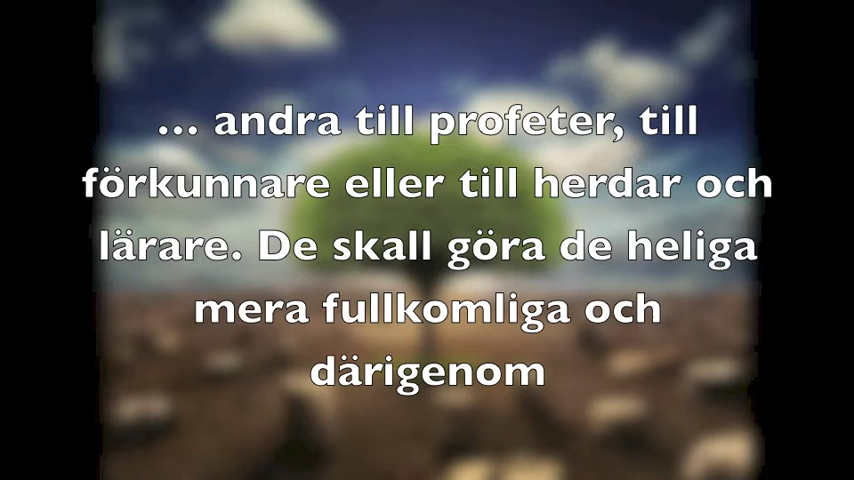 ... andra till profeter, till
förkunnare eller till herdar och
lärare. De skall göra de heliga
mera fullkomliga och
därigenom